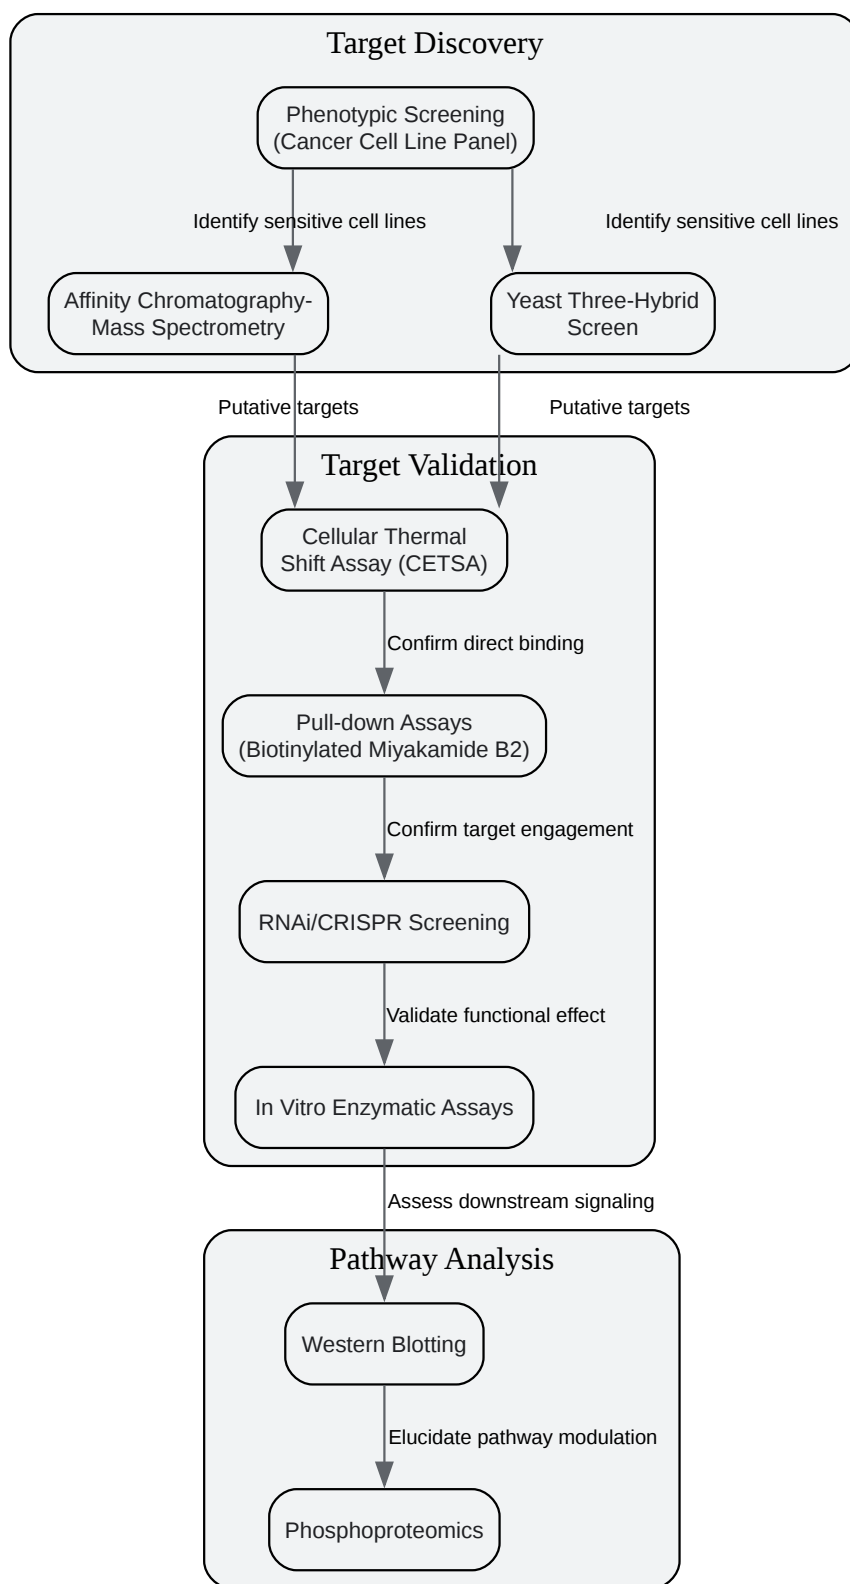 Target Discovery
Phenotypic Screening
(Cancer Cell Line Panel)
Identify sensitive cell lines
Identify sensitive cell lines
Affinity Chromatography-
Mass Spectrometry
Yeast Three-Hybrid
Screen
Putative targets
Putative targets
Target Validation
Cellular Thermal
Shift Assay (CETSA)
Confirm direct binding
Pull-down Assays
(Biotinylated Miyakamide B2)
Confirm target engagement
RNAi/CRISPR Screening
Validate functional effect
In Vitro Enzymatic Assays
Assess downstream signaling
Pathway Analysis
Western Blotting
Elucidate pathway modulation
Phosphoproteomics